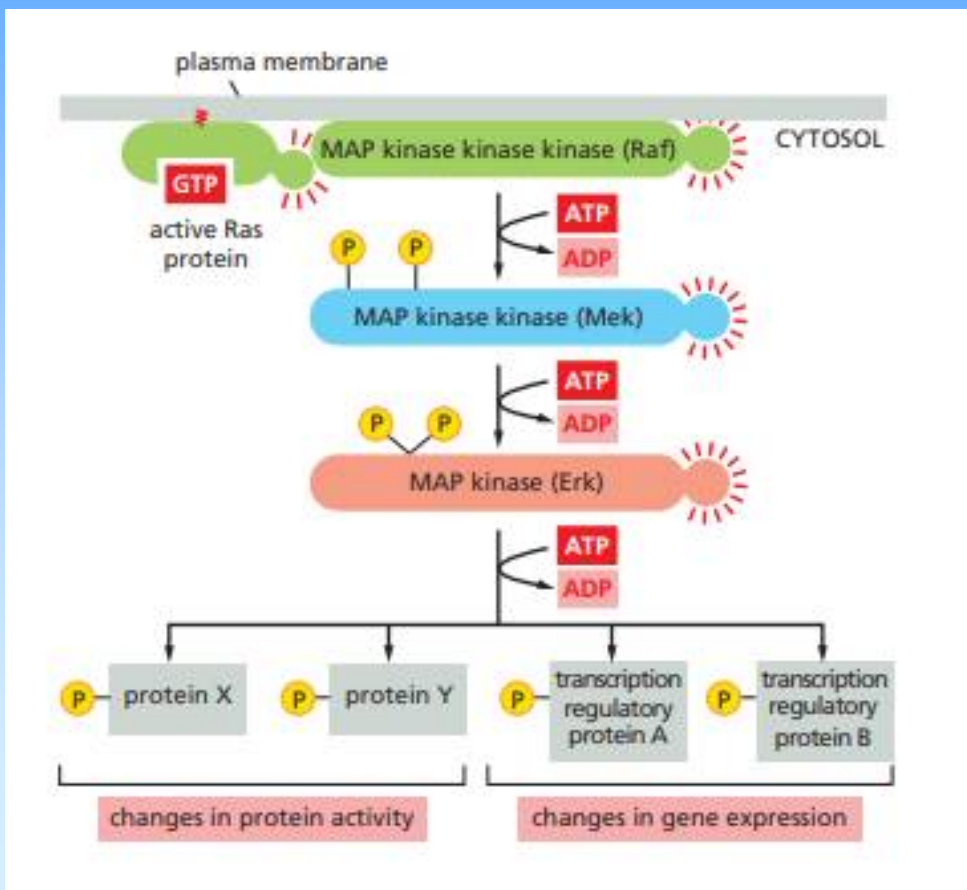 plasma membrane
CYTOSOL
MAP kinase kinase kinase (Raf)
GTP
active Ras
protein
ATP
ADP
P
P
MAP kinase kinase (Mek)
ATP
ADP
P
P
MAP kinase (Erk)
ATP
ADP
P
protein X
P
protein Y
P
transcription
regulatory
protein A
P
transcription
regulatory
protein B
changes in protein activity
changes in gene expression